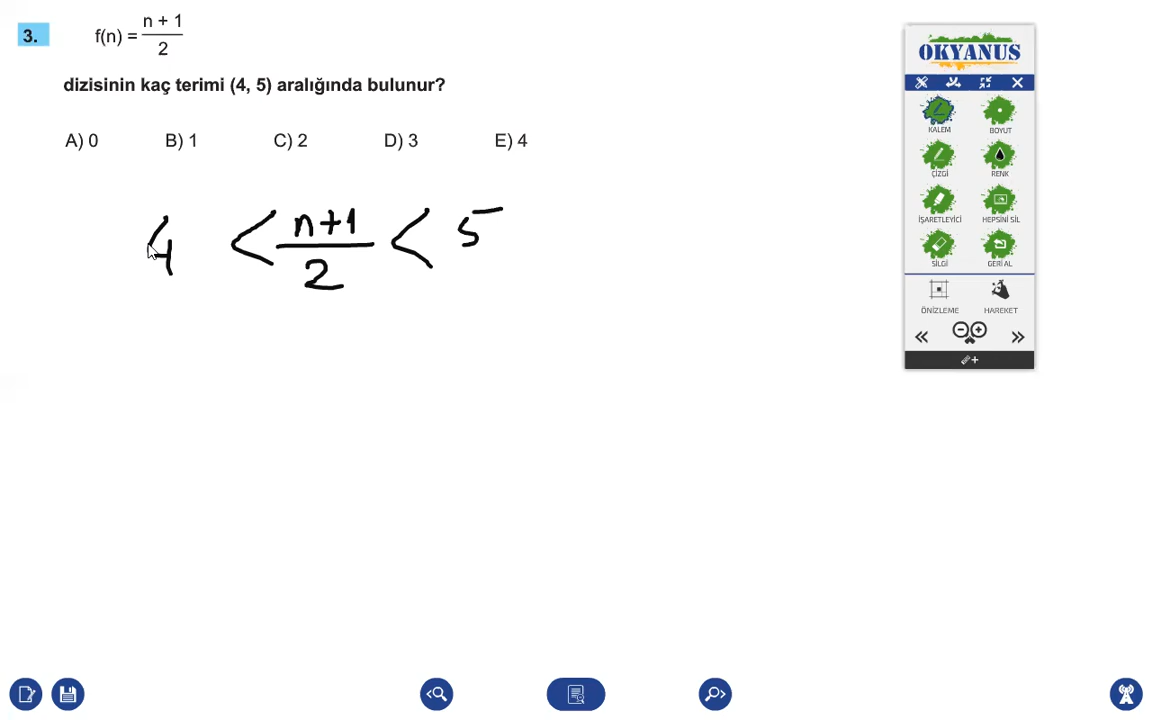 3. f(n) = n + 1 / 2
dizisinin kaç terimi (4, 5) aralığında bulunur?
A) 0 B) 1 C) 2 D) 3 E) 4
4 < n+1 / 2 < 5
OKYANUS
KALEM BOYUT
ÇİZGİ RENK
İŞARETLEYİCİ HEPSİNİ SİL
SİLGİ GERİ AL
ÖNİZLEME HAREKET